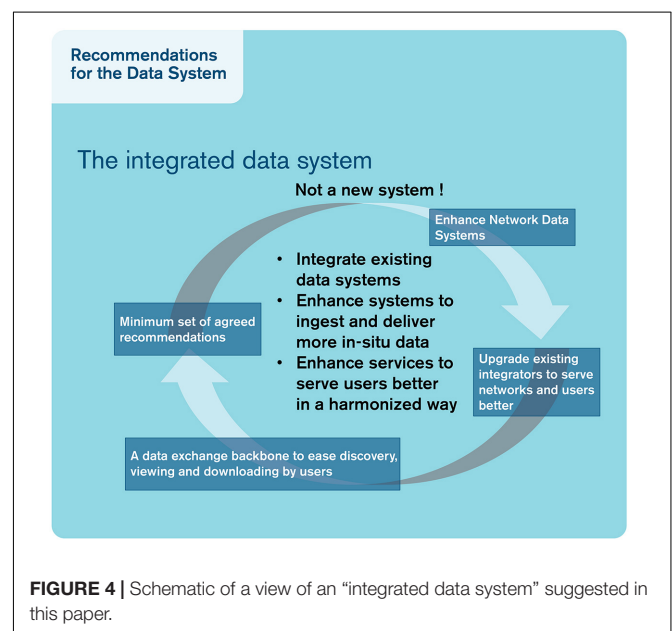 Recommendations
for the Data System
The integrated data system
Not a new system !
Enhance Network Data
Systems
• Integrate existing
data systems
• Enhance systems to
ingest and deliver
more in-situ data
• Enhance services to
serve users better
in a harmonized way
Minimum set of agreed
recommendations
Upgrade existing
integrators to serve
networks and users
better
A data exchange backbone to ease discovery,
viewing and downloading by users
FIGURE 4 | Schematic of a view of an “integrated data system” suggested in
this paper.